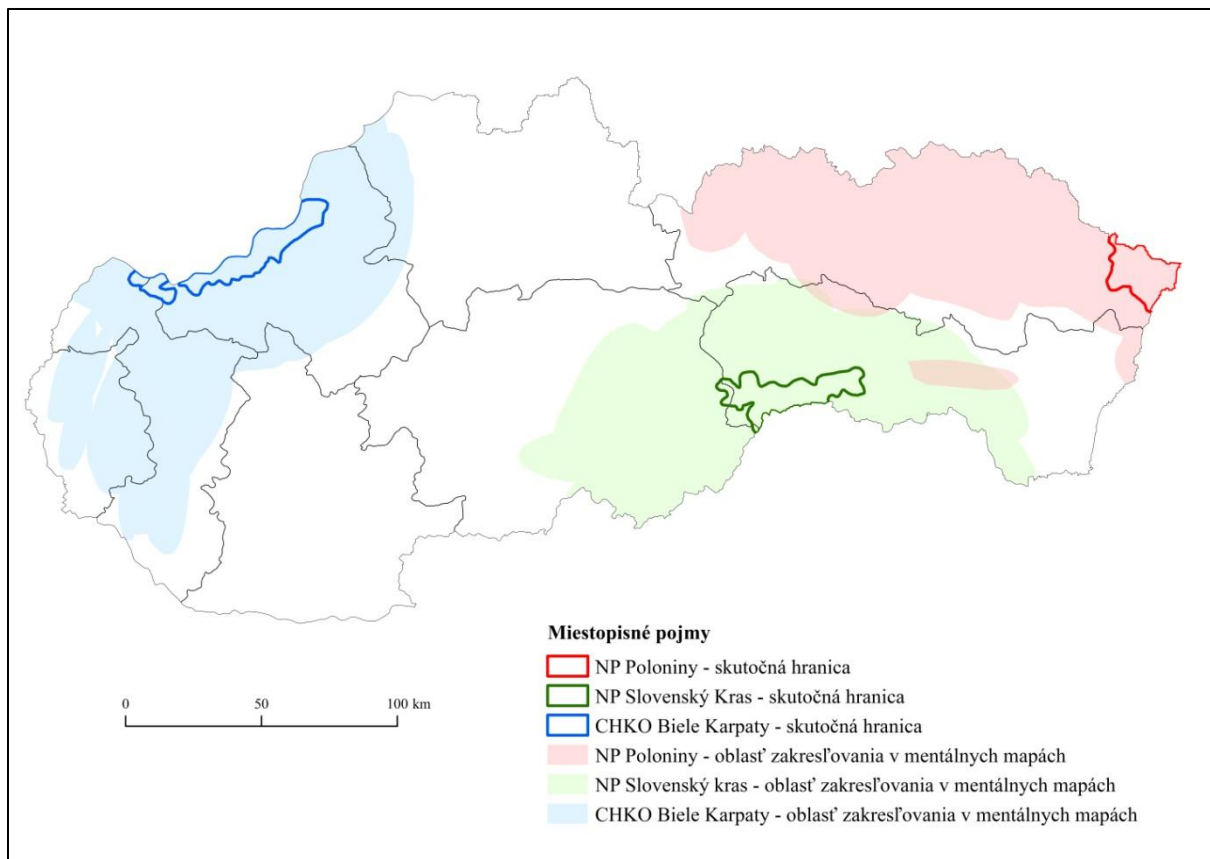 Miestopisné pojmy
NP Poloniny - skutočná hranica
NP Slovenský Kras - skutočná hranica
CHKO Biele Karpaty - skutočná hranica
NP Poloniny - oblasť zakresľovania v mentálnych mapách
NP Slovenský kras - oblasť zakresľovania v mentálnych mapách
CHKO Biele Karpaty - oblasť zakresľovania v mentálnych mapách
0 50 100 km